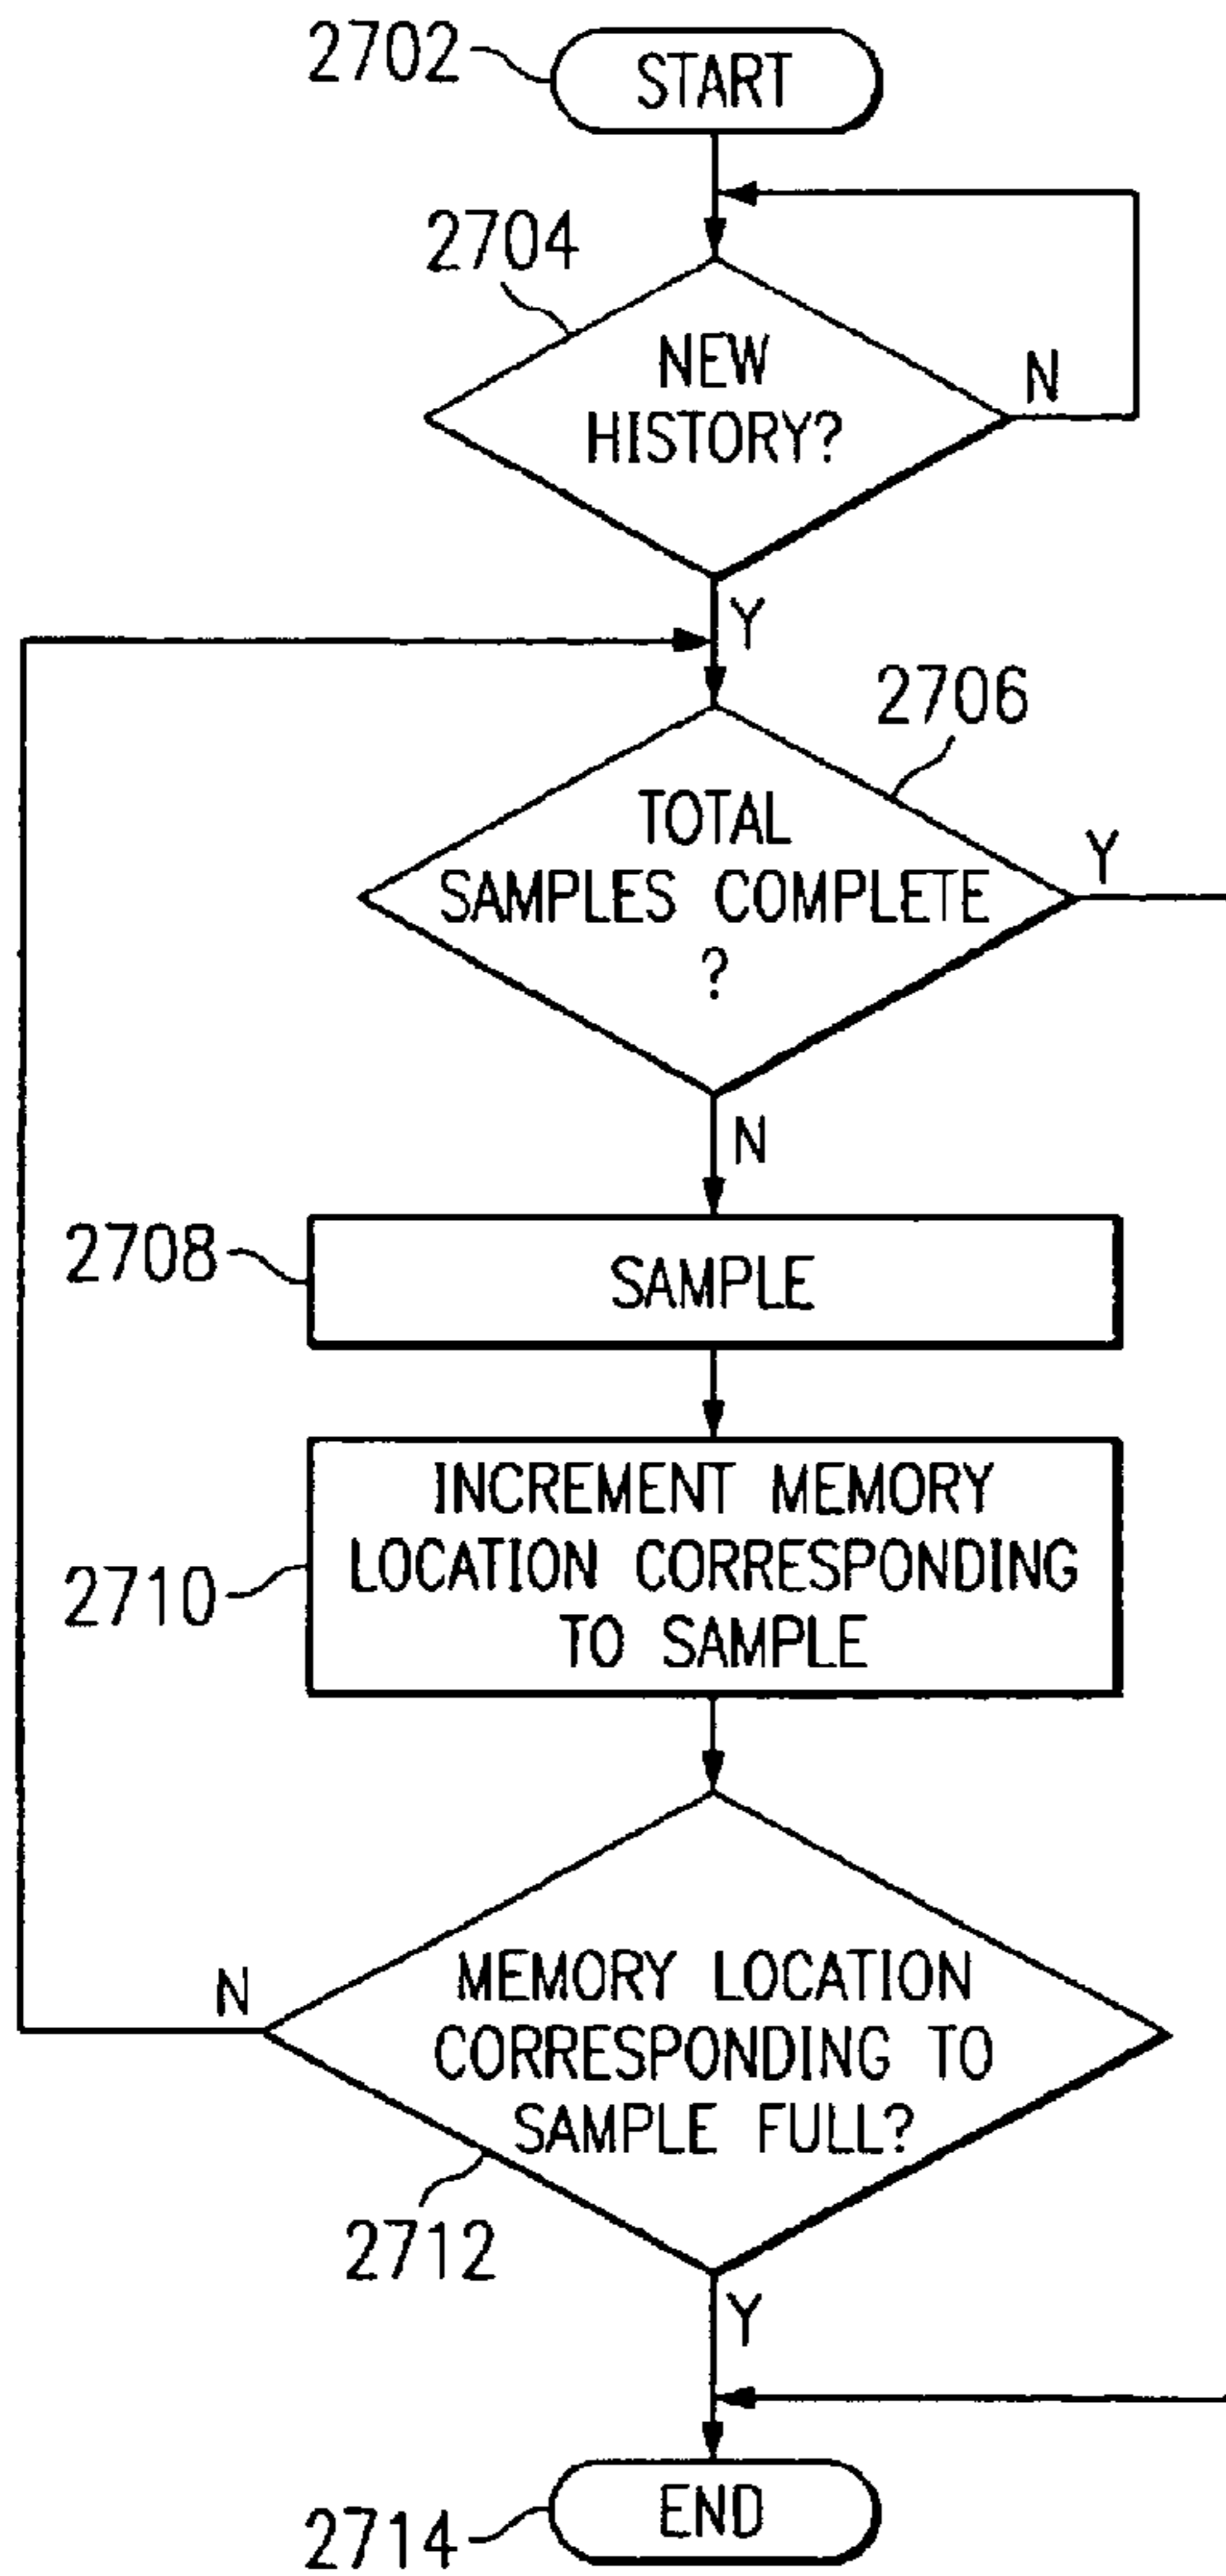 2702
START
2704
NEW
HISTORY?
N
Y
2706
TOTAL
SAMPLES COMPLETE
?
Y
N
2708
SAMPLE
2710
INCREMENT MEMORY
LOCATION CORRESPONDING
TO SAMPLE
N
MEMORY LOCATION
CORRESPONDING TO
SAMPLE FULL?
2712
Y
2714
END